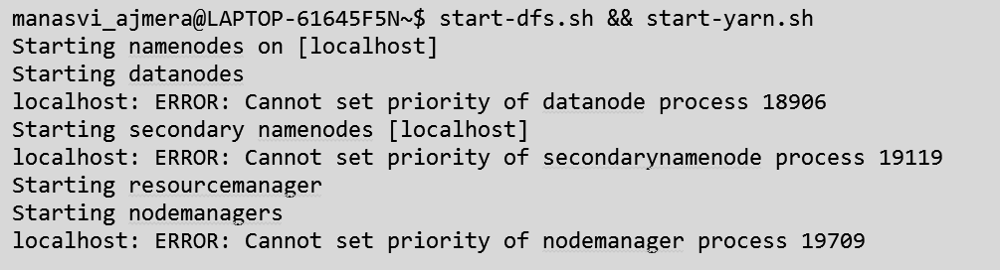 manasvi_ajmera@LAPTOP-61645F5N~$ start-dfs.sh && start-yarn.sh
Starting namenodes on [localhost]
Starting datanodes
localhost: ERROR: Cannot set priority of datanode process 18906
Starting secondary namenodes [localhost]
localhost: ERROR: Cannot set priority of secondarynamenode process 19119
Starting resourcemanager
Starting nodemanagers
localhost: ERROR: Cannot set priority of nodemanager process 19709